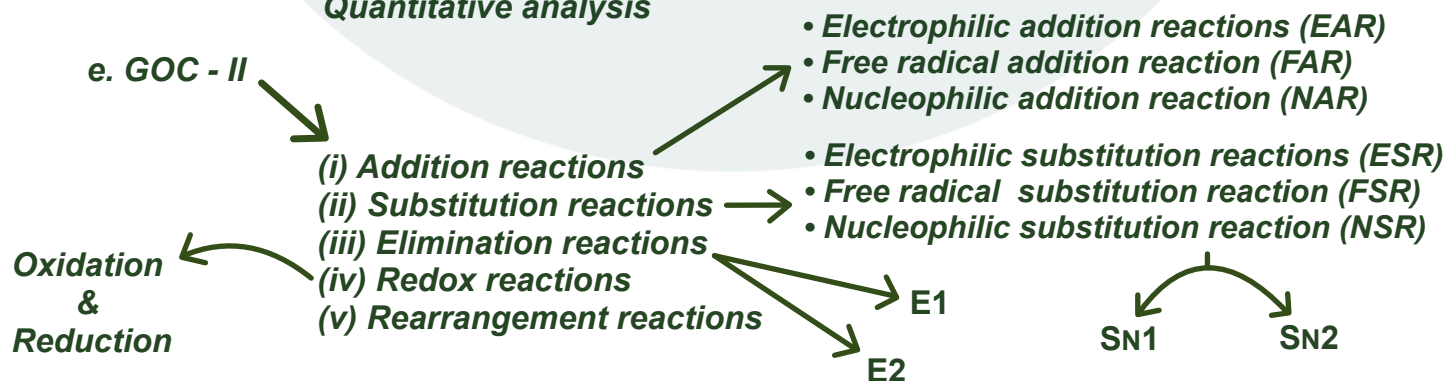 Quantitative analysis
e. GOC - II
• Electrophilic addition reactions (EAR)
• Free radical addition reaction (FAR)
• Nucleophilic addition reaction (NAR)
(i) Addition reactions
(ii) Substitution reactions
(iii) Elimination reactions
(iv) Redox reactions
(v) Rearrangement reactions
• Electrophilic substitution reactions (ESR)
• Free radical substitution reaction (FSR)
• Nucleophilic substitution reaction (NSR)
Oxidation
&
Reduction
E1
E2
SN1
SN2